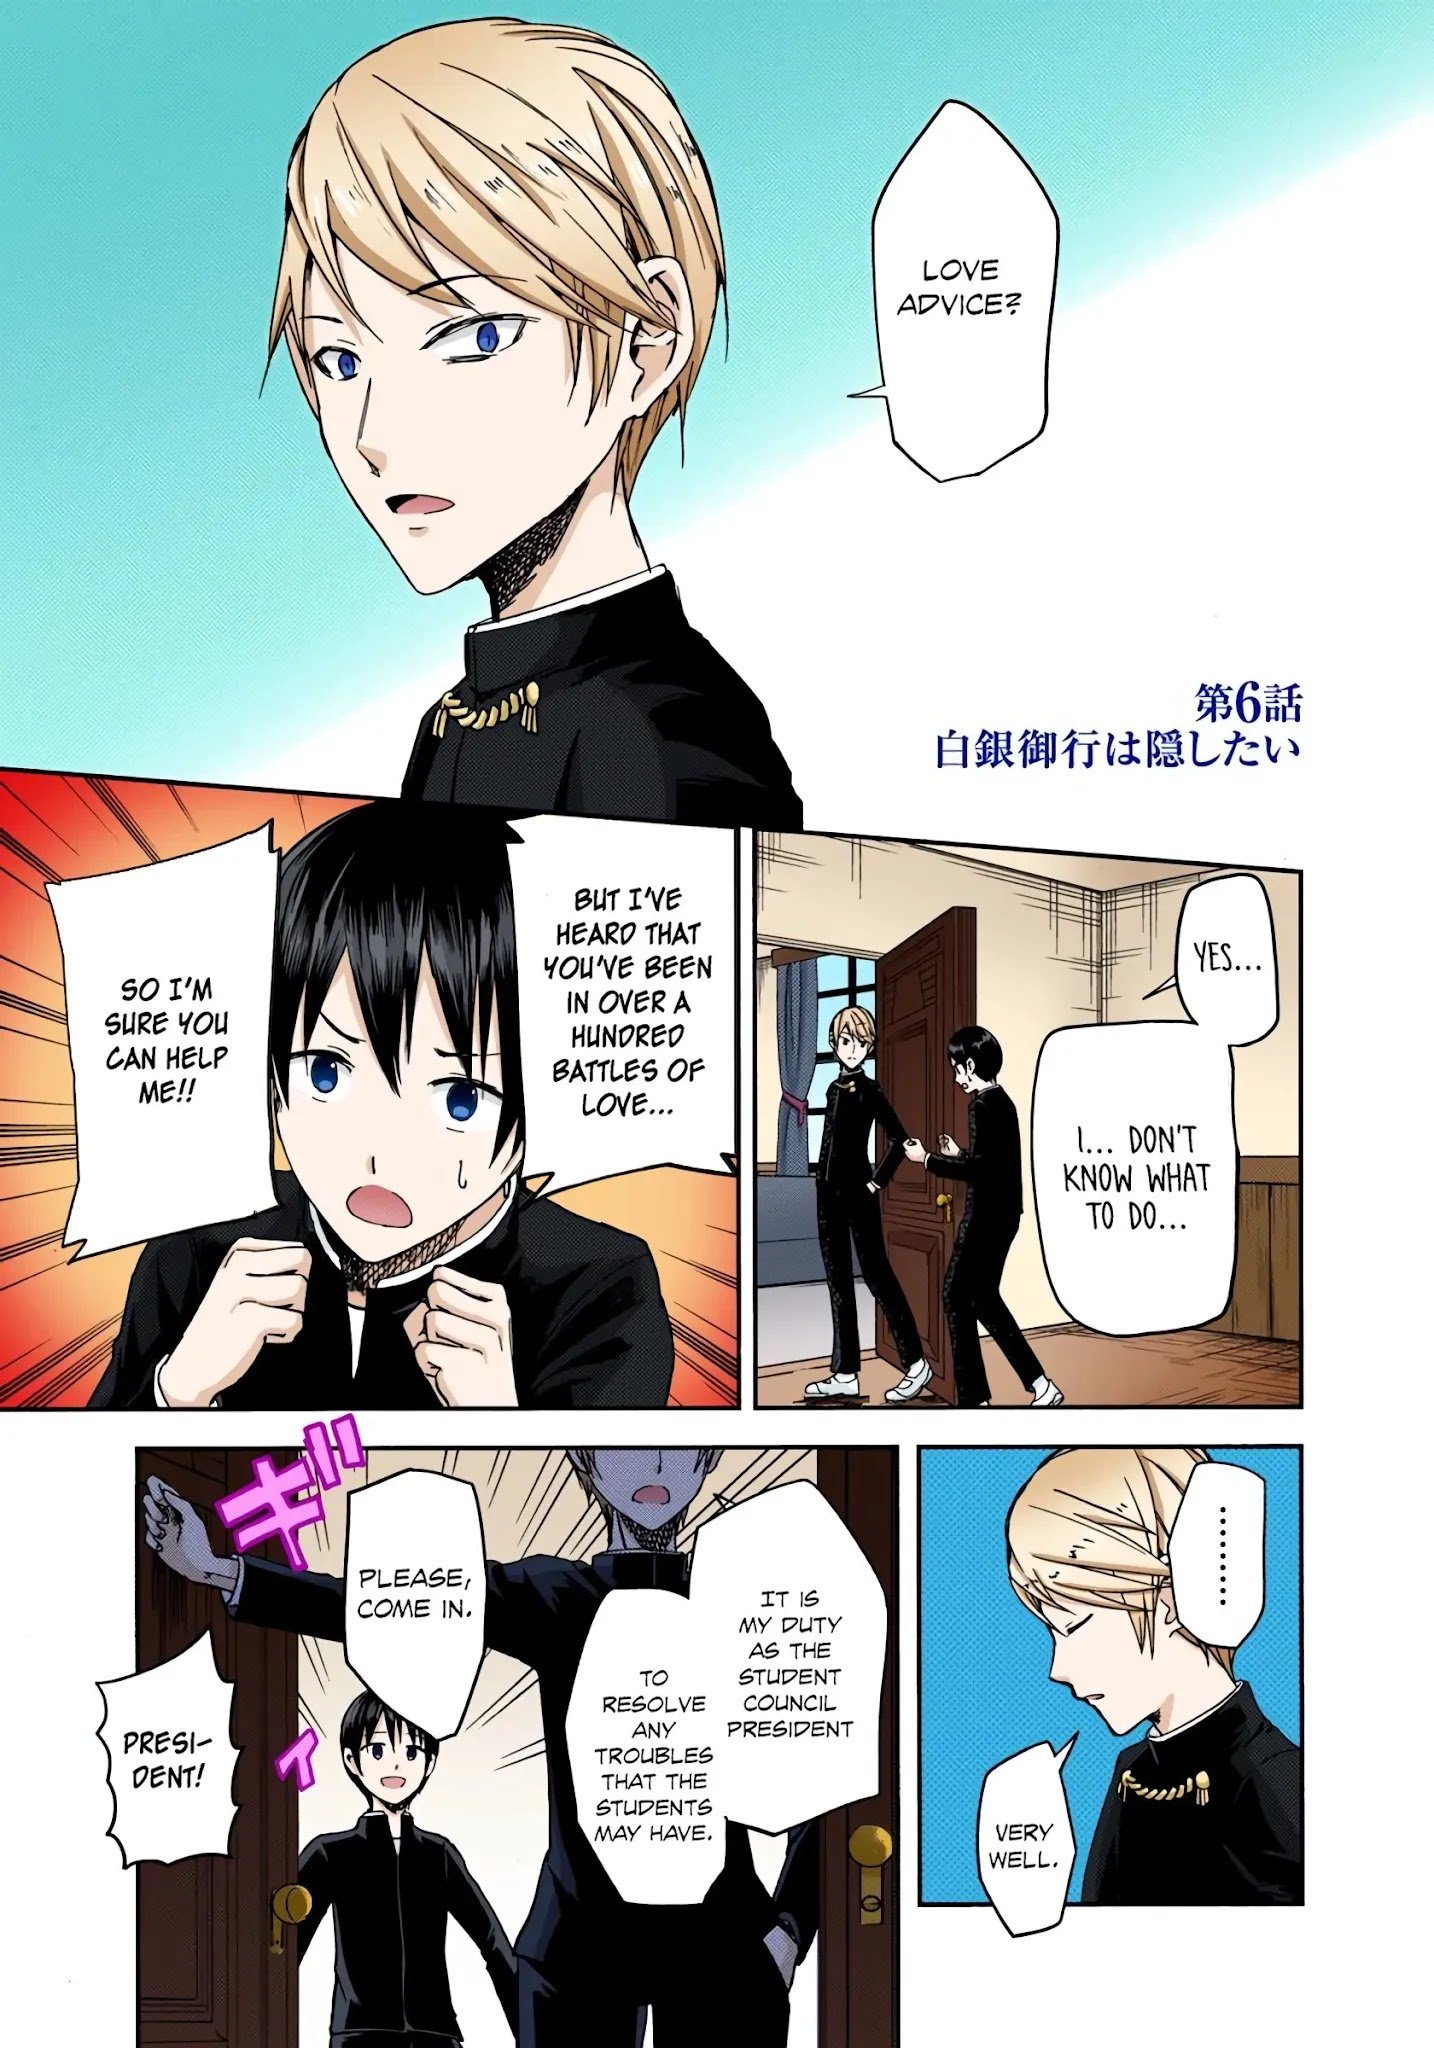 LOVE
ADVICE?
第6話
白銀御行は隠したい
YES...
I... DON'T
KNOW WHAT
TO DO...
BUT I'VE
HEARD THAT
YOU'VE BEEN
IN OVER A
HUNDRED
BATTLES OF
LOVE...
SO I'M
SURE YOU
CAN HELP
ME!!
.........
VERY
WELL.
IT IS
MY DUTY
AS THE
STUDENT
COUNCIL
PRESIDENT
TO
RESOLVE
ANY
TROUBLES
THAT THE
STUDENTS
MAY HAVE.
PLEASE,
COME IN.
ギィ
PRESI-
DENT!